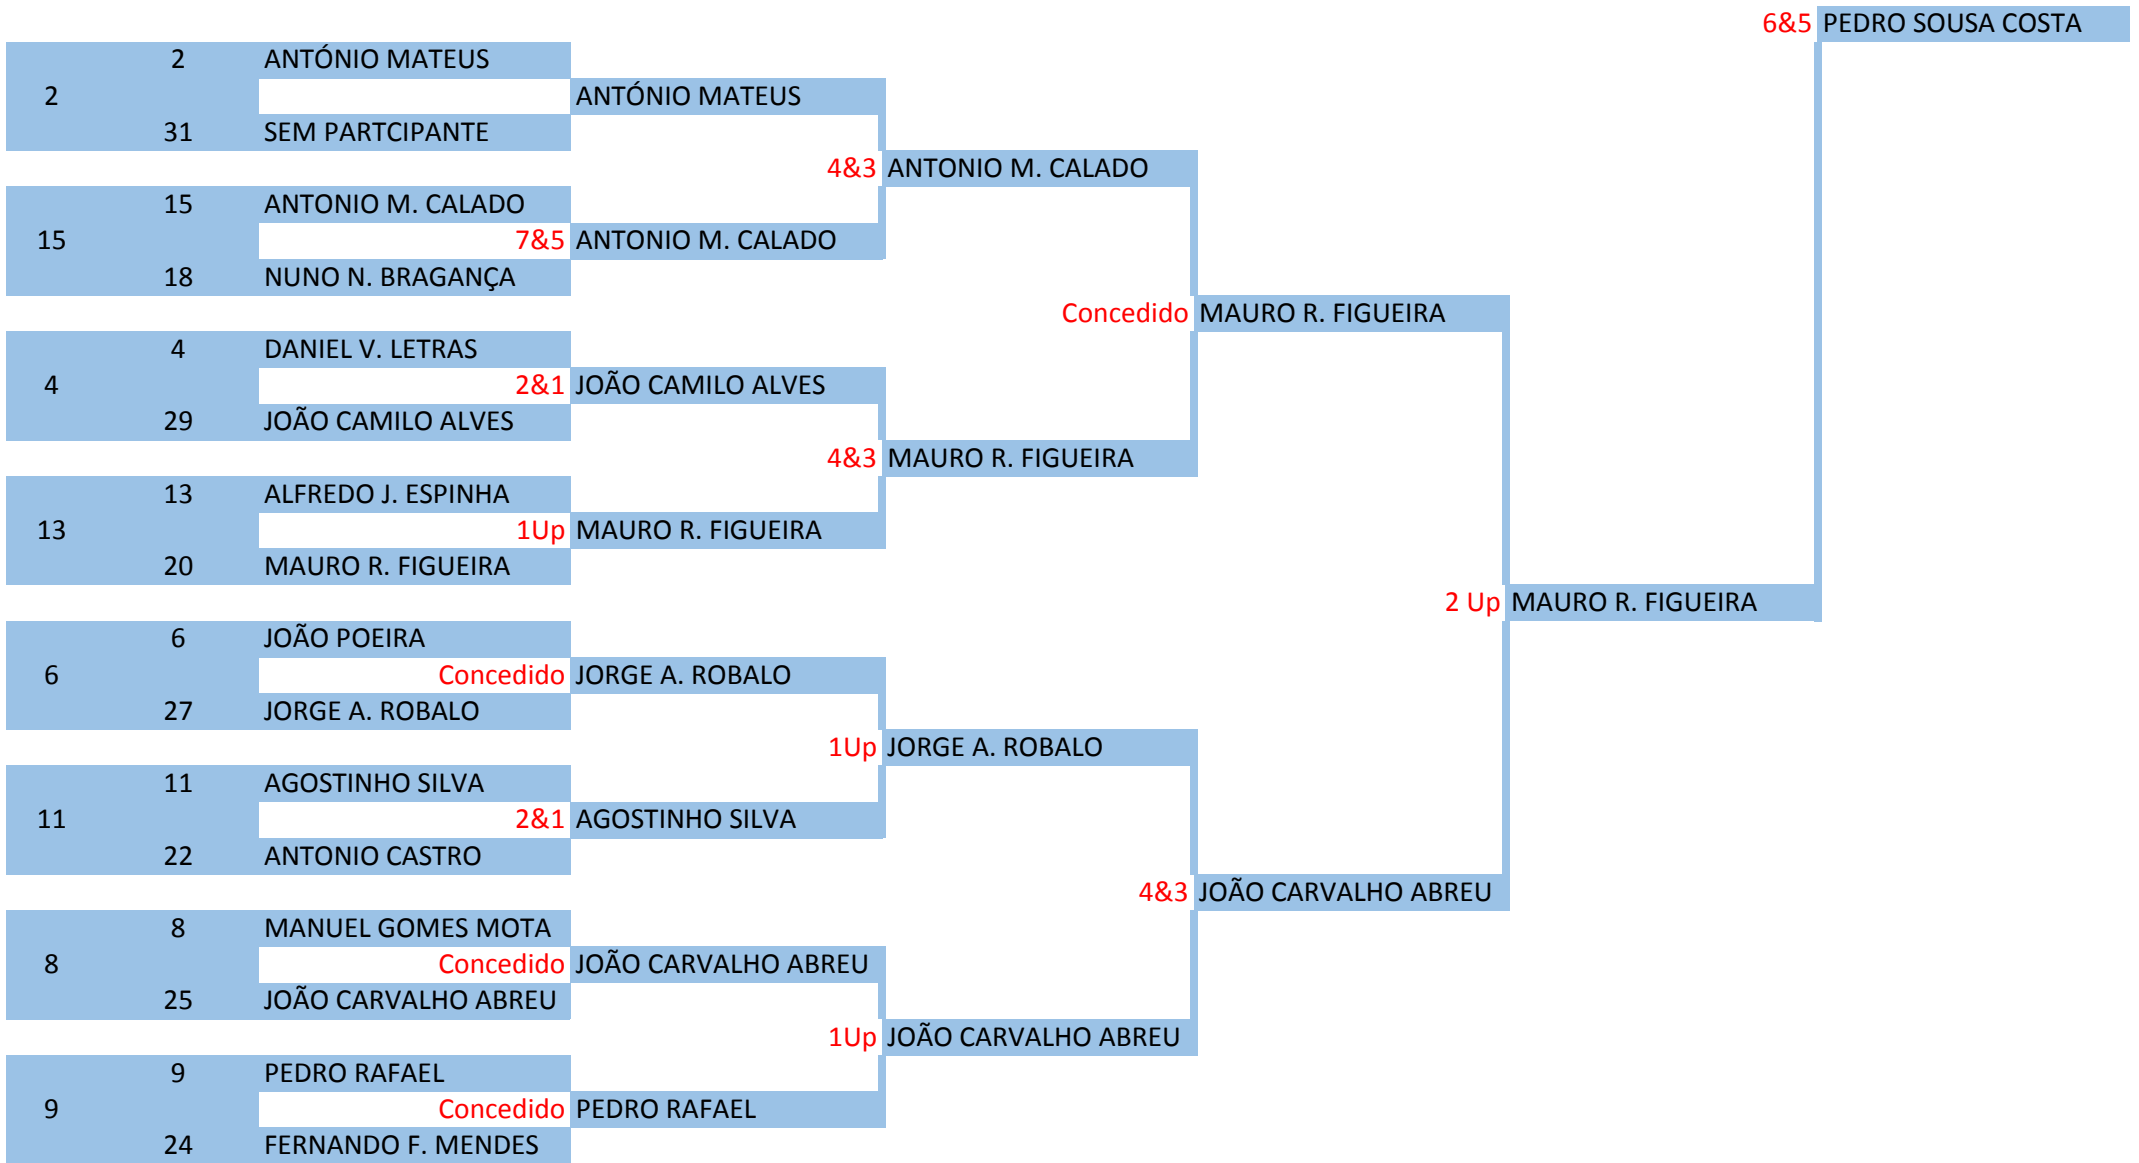 6&5 PEDRO SOUSA COSTA
2 ANTÓNIO MATEUS
2 ANTÓNIO MATEUS
31 SEM PARTCIPANTE
4&3 ANTONIO M. CALADO
15 ANTONIO M. CALADO
15 7&5 ANTONIO M. CALADO
18 NUNO N. BRAGANÇA
Concedido MAURO R. FIGUEIRA
4 DANIEL V. LETRAS
4 2&1 JOÃO CAMILO ALVES
29 JOÃO CAMILO ALVES
4&3 MAURO R. FIGUEIRA
13 ALFREDO J. ESPINHA
13 1Up MAURO R. FIGUEIRA
20 MAURO R. FIGUEIRA
2 Up MAURO R. FIGUEIRA
6 JOÃO POEIRA
6 Concedido JORGE A. ROBALO
27 JORGE A. ROBALO
1Up JORGE A. ROBALO
11 AGOSTINHO SILVA
11 2&1 AGOSTINHO SILVA
22 ANTONIO CASTRO
4&3 JOÃO CARVALHO ABREU
8 MANUEL GOMES MOTA
8 Concedido JOÃO CARVALHO ABREU
25 JOÃO CARVALHO ABREU
1Up JOÃO CARVALHO ABREU
9 PEDRO RAFAEL
9 Concedido PEDRO RAFAEL
24 FERNANDO F. MENDES